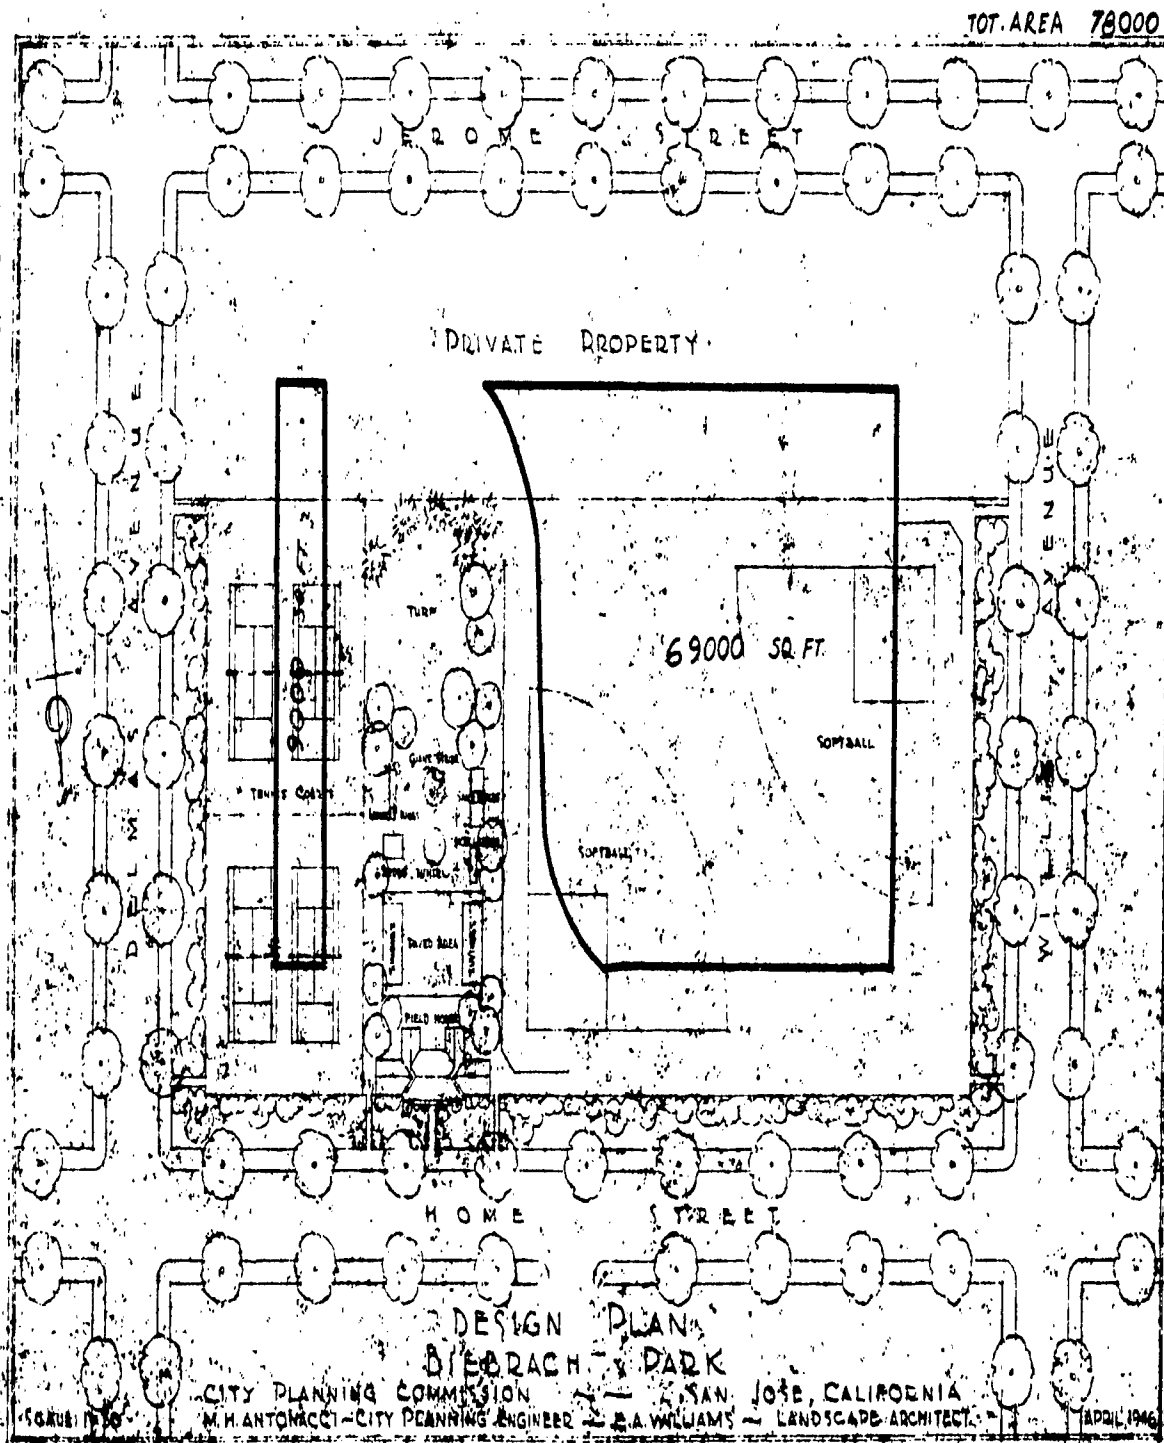 TOT. AREA 78000
JEROME STREET
PRIVATE PROPERTY
DELMAS AVENUE
WILLIS AVENUE
9000 SQ. FT.
TURF
69000 SQ FT.
SOFTBALL
TENNIS COURTS
SOFTBALL
PAVED AREA
FIELD HOUSE
HOME STREET
DESIGN PLAN
BIEBRACH PARK
CITY PLANNING COMMISSION ~ SAN JOSE, CALIFORNIA
M.H. ANTONACCI ~ CITY PLANNING ENGINEER ~ E.A. WILLIAMS ~ LANDSCAPE ARCHITECT
APRIL 1946